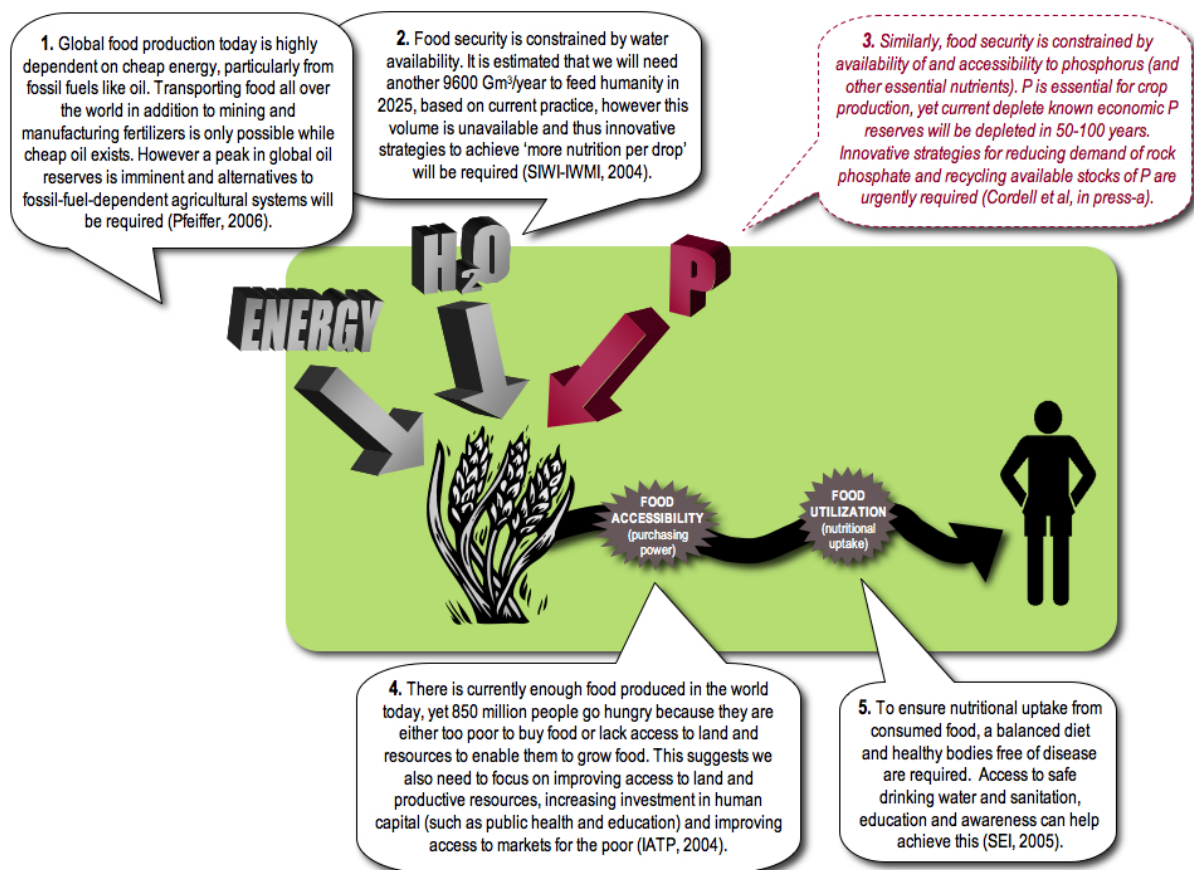 1. Global food production today is highly
dependent on cheap energy, particularly from
fossil fuels like oil. Transporting food all over
the world in addition to mining and
manufacturing fertilizers is only possible while
cheap oil exists. However a peak in global oil
reserves is imminent and alternatives to
fossil-fuel-dependent agricultural systems will
be required (Pfeiffer, 2006).
2. Food security is constrained by water
availability. It is estimated that we will need
another 9600 Gm³/year to feed humanity in
2025, based on current practice, however this
volume is unavailable and thus innovative
strategies to achieve ‘more nutrition per drop’
will be required (SIWI-IWMI, 2004).
3. Similarly, food security is constrained by
availability of and accessibility to phosphorus (and
other essential nutrients). P is essential for crop
production, yet current deplete known economic P
reserves will be depleted in 50-100 years.
Innovative strategies for reducing demand of rock
phosphate and recycling available stocks of P are
urgently required (Cordell et al, in press-a).
ENERGY
H₂O
P
FOOD
ACCESSIBILITY
(purchasing
power)
FOOD
UTILIZATION
(nutritional
uptake)
4. There is currently enough food produced in the world
today, yet 850 million people go hungry because they are
either too poor to buy food or lack access to land and
resources to enable them to grow food. This suggests we
also need to focus on improving access to land and
productive resources, increasing investment in human
capital (such as public health and education) and improving
access to markets for the poor (IATP, 2004).
5. To ensure nutritional uptake from
consumed food, a balanced diet
and healthy bodies free of disease
are required. Access to safe
drinking water and sanitation,
education and awareness can help
achieve this (SEI, 2005).